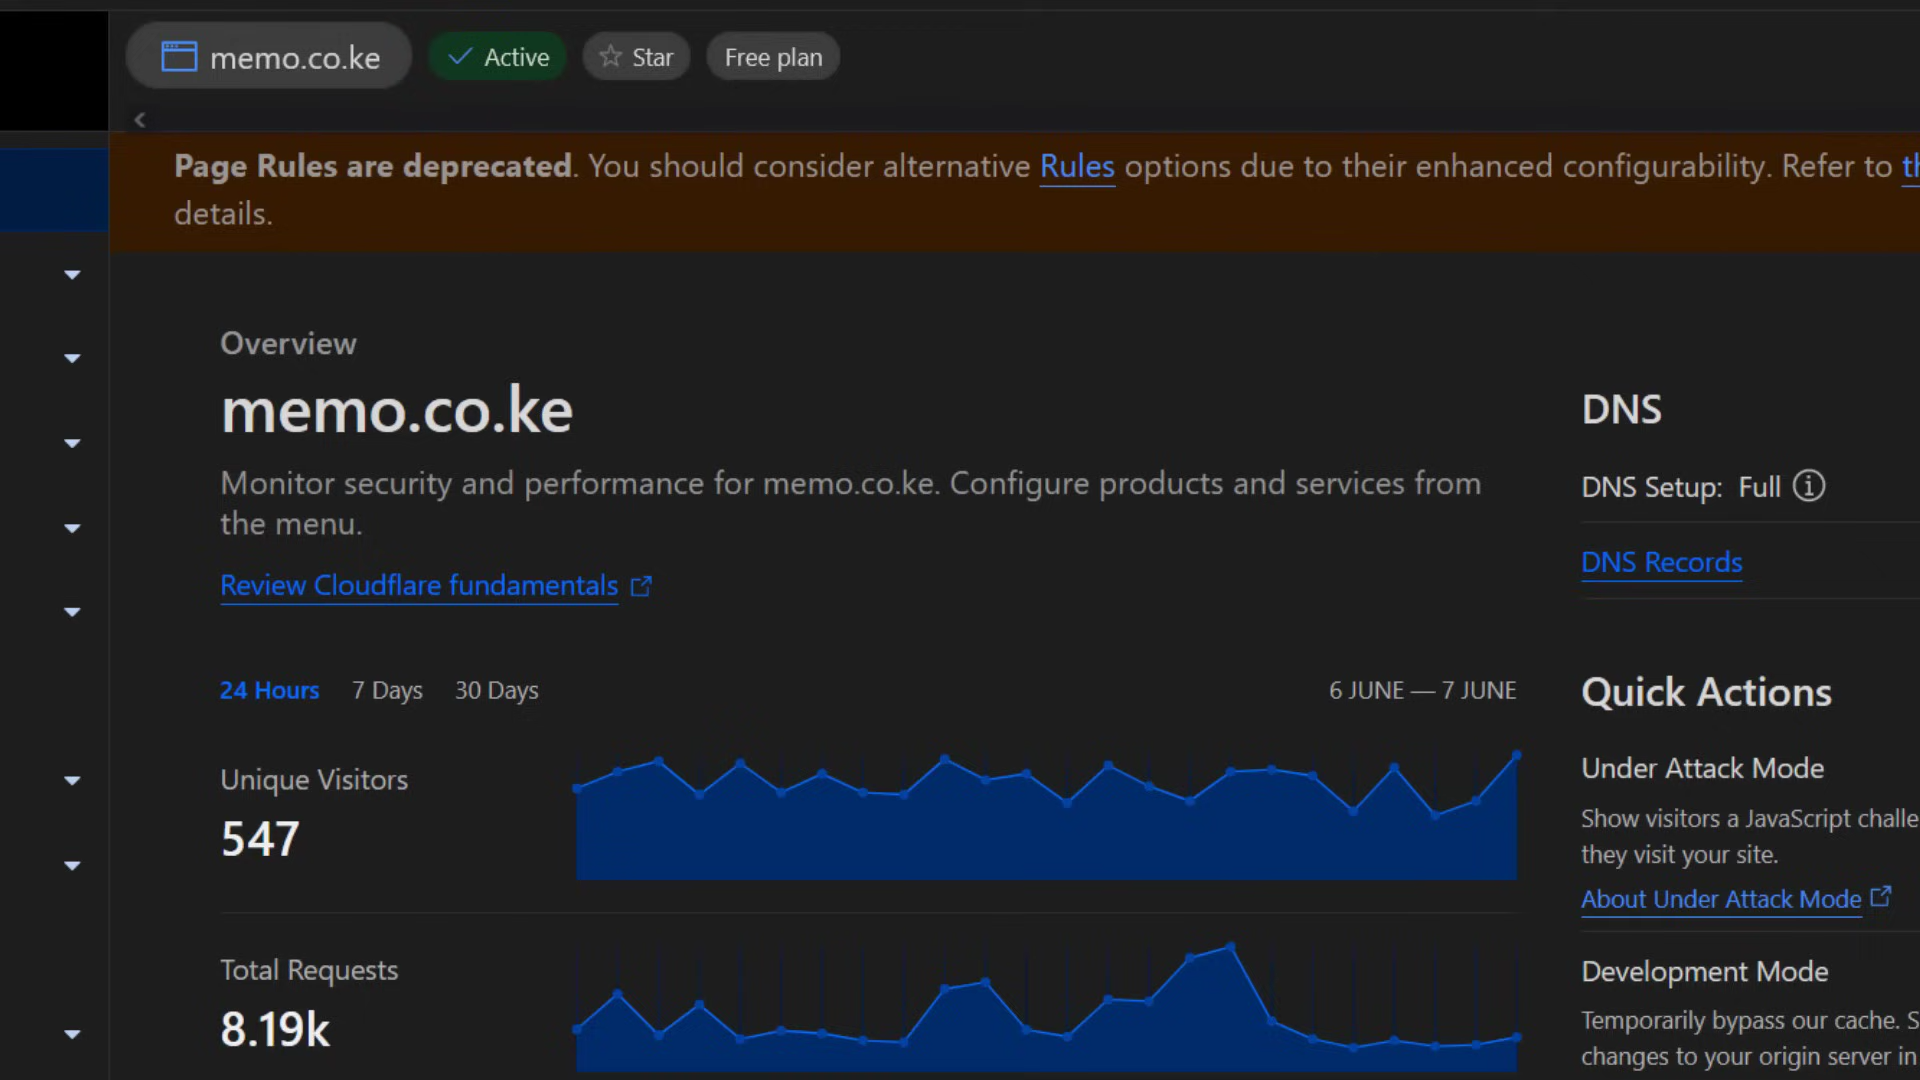 memo.co.ke
Active
Star
Free plan
Page Rules are deprecated. You should consider alternative Rules options due to their enhanced configurability. Refer to
details.
Overview
memo.co.ke
Monitor security and performance for memo.co.ke. Configure products and services from
the menu.
Review Cloudflare fundamentals
24 Hours 7 Days 30 Days
6 JUNE — 7 JUNE
Unique Visitors
547
Total Requests
8.19k
DNS
DNS Setup: Full
DNS Records
Quick Actions
Under Attack Mode
Show visitors a JavaScript
they visit your site.
About Under Attack Mode
Development Mode
Temporarily bypass our cache.
changes to your origin server in